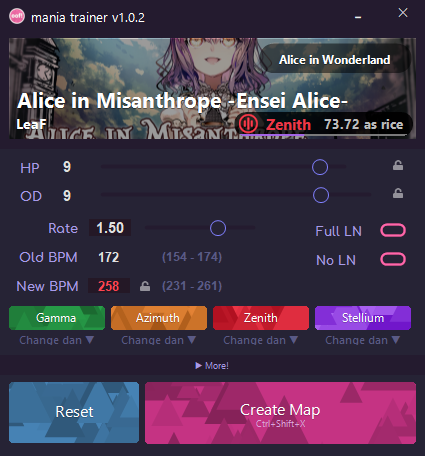 mania trainer v1.0.2
Alice in Wonderland
Alice in Misanthrope -Ensei Alice-
LeaF
Zenith 73.72 as rice
HP 9
OD 9
Rate 1.50
Full LN
Old BPM 172 (154 - 174)
No LN
New BPM 258 (231 - 261)
Gamma Azimuth Zenith Stellium
Change dan ▼ Change dan ▼ Change dan ▼ Change dan ▼
▶ More!
Reset
Create Map
Ctrl+Shift+X